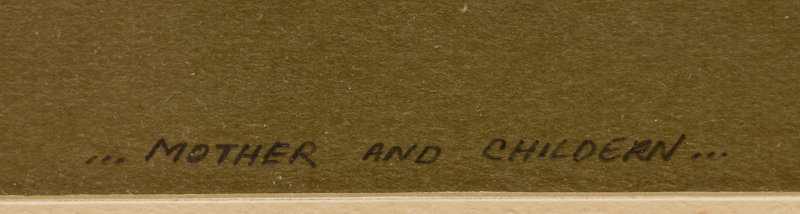 ... MOTHER AND CHILDERN ...